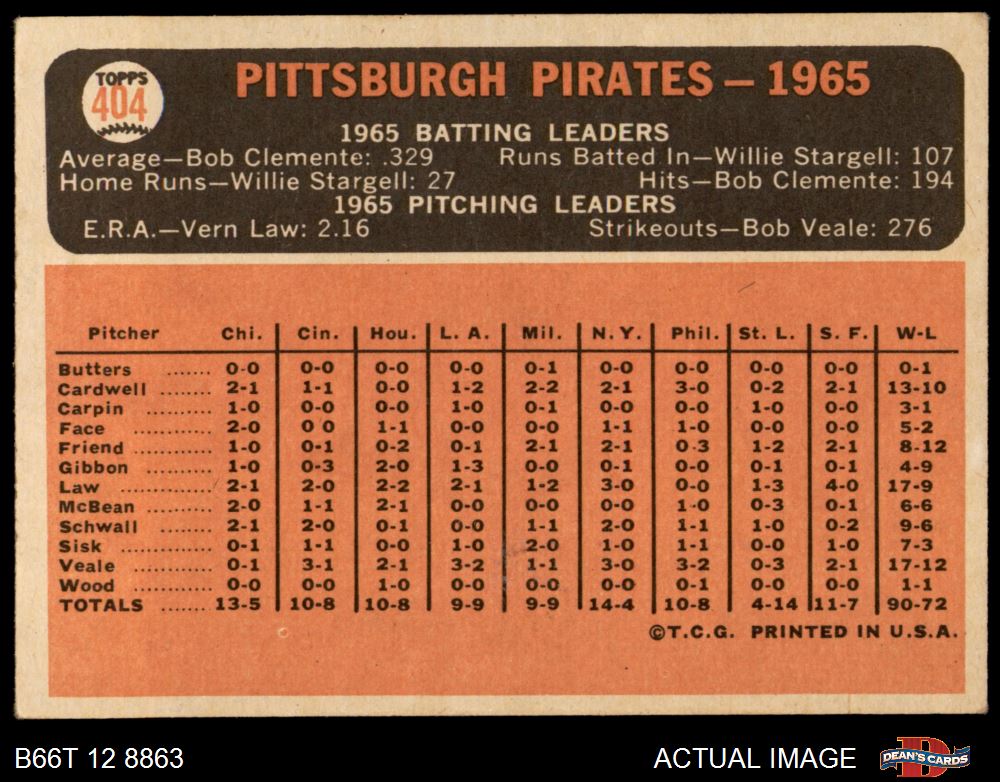 TOPPS
404
PITTSBURGH PIRATES — 1965
1965 BATTING LEADERS
Average—Bob Clemente: .329 Runs Batted In—Willie Stargell: 107
Home Runs—Willie Stargell: 27 Hits—Bob Clemente: 194
1965 PITCHING LEADERS
E.R.A.—Vern Law: 2.16 Strikeouts—Bob Veale: 276
Pitcher Chi. Cin. Hou. L. A. Mil. N. Y. Phil. St. L. S. F. W-L
Butters ...... 0-0 0-0 0-0 0-0 0-1 0-0 0-0 0-0 0-0 0-1
Cardwell ....... 2-1 1-1 0-0 1-2 2-2 2-1 3-0 0-2 2-1 13-10
Carpin ......... 1-0 0-0 0-0 1-0 0-1 0-0 0-0 1-0 0-0 3-1
Face ........... 2-0 0 0 1-1 0-0 0-0 1-1 1-0 0-0 0-0 5-2
Friend ......... 1-0 0-1 0-2 0-1 2-1 2-1 0-3 1-2 2-1 8-12
Gibbon ......... 1-0 0-3 2-0 1-3 0-0 0-1 0-0 0-1 0-1 4-9
Law ............. 2-1 2-0 2-2 2-1 1-2 3-0 0-0 1-3 4-0 17-9
McBean ........ 2-0 1-1 2-1 0-0 0-0 0-0 1-0 0-3 0-1 6-6
Schwall ........ 2-1 2-0 0-1 0-0 1-1 2-0 1-1 1-0 0-2 9-6
Sisk ............. 0-1 1-1 0-0 1-0 2-0 1-0 1-1 0-0 1-0 7-3
Veale ........... 0-1 3-1 2-1 3-2 1-1 3-0 3-2 0-3 2-1 17-12
Wood .......... 0-0 0-0 1-0 0-0 0-0 0-0 0-1 0-0 0-0 1-1
TOTALS ...... 13-5 10-8 10-8 9-9 9-9 14-4 10-8 4-14 11-7 90-72
©T.C.G. PRINTED IN U.S.A.
B66T 12 8863 ACTUAL IMAGE DEAN'S CARDS